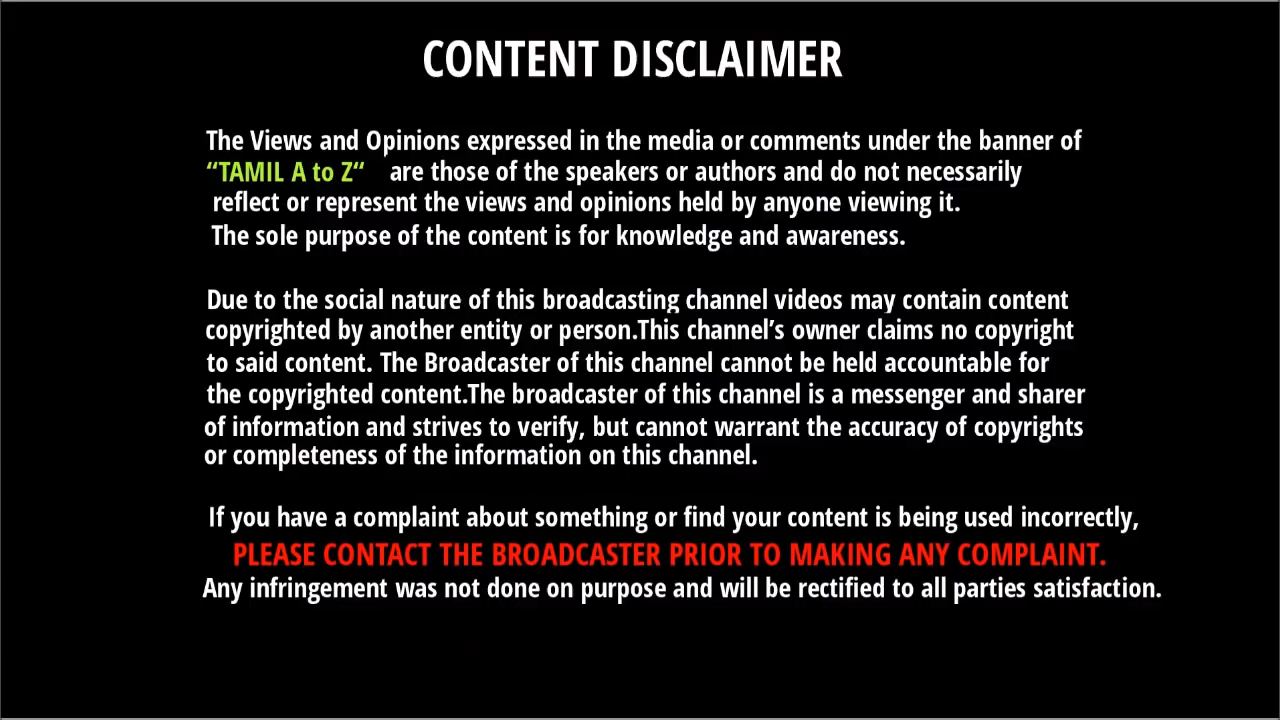 CONTENT DISCLAIMER
The Views and Opinions expressed in the media or comments under the banner of
“TAMIL A to Z“ are those of the speakers or authors and do not necessarily
reflect or represent the views and opinions held by anyone viewing it.
The sole purpose of the content is for knowledge and awareness.
Due to the social nature of this broadcasting channel videos may contain content
copyrighted by another entity or person.This channel’s owner claims no copyright
to said content. The Broadcaster of this channel cannot be held accountable for
the copyrighted content.The broadcaster of this channel is a messenger and sharer
of information and strives to verify, but cannot warrant the accuracy of copyrights
or completeness of the information on this channel.
If you have a complaint about something or find your content is being used incorrectly,
PLEASE CONTACT THE BROADCASTER PRIOR TO MAKING ANY COMPLAINT.
Any infringement was not done on purpose and will be rectified to all parties satisfaction.